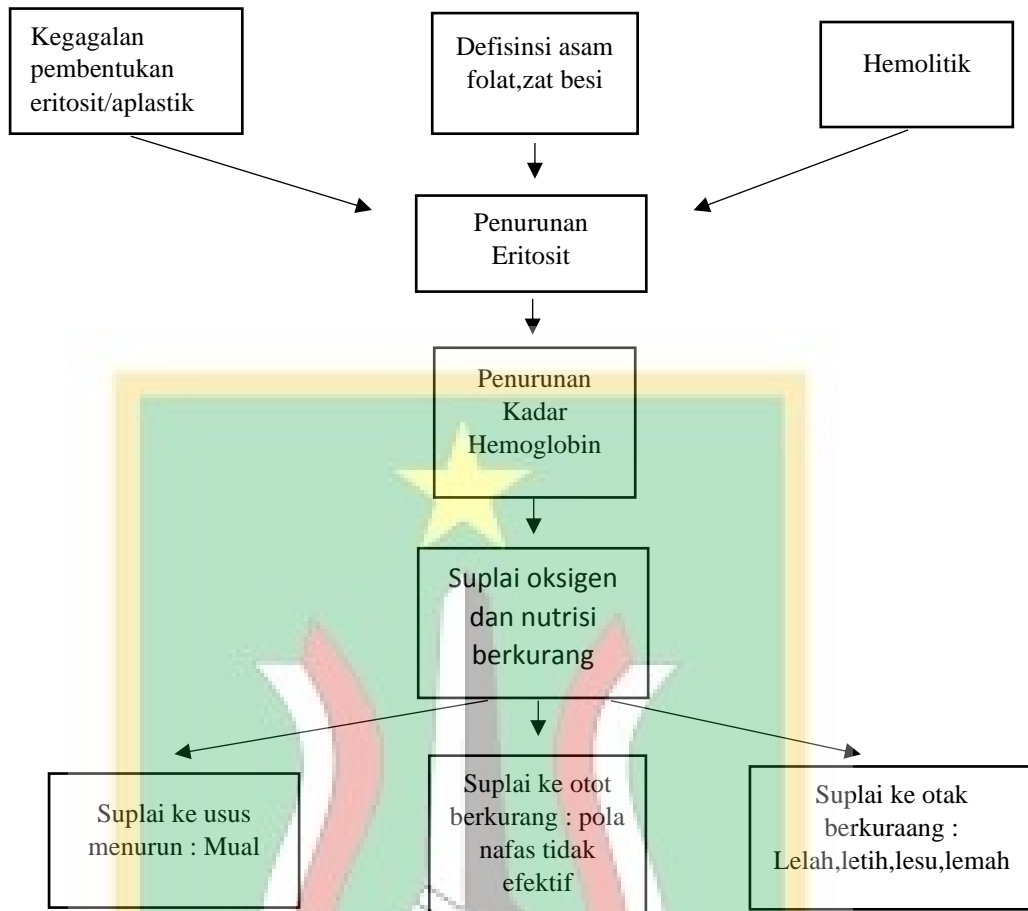 Kegagalan
pembentukan
eritosit/aplastik
Defisinsi asam
folat,zat besi
Hemolitik
Penurunan
Eritosit
Penurunan
Kadar
Hemoglobin
Suplai oksigen
dan nutrisi
berkurang
Suplai ke usus
menurun : Mual
Suplai ke otot
berkurang : pola
nafas tidak
efektif
Suplai ke otak
berkuraang :
Lelah,letih,lesu,lemah